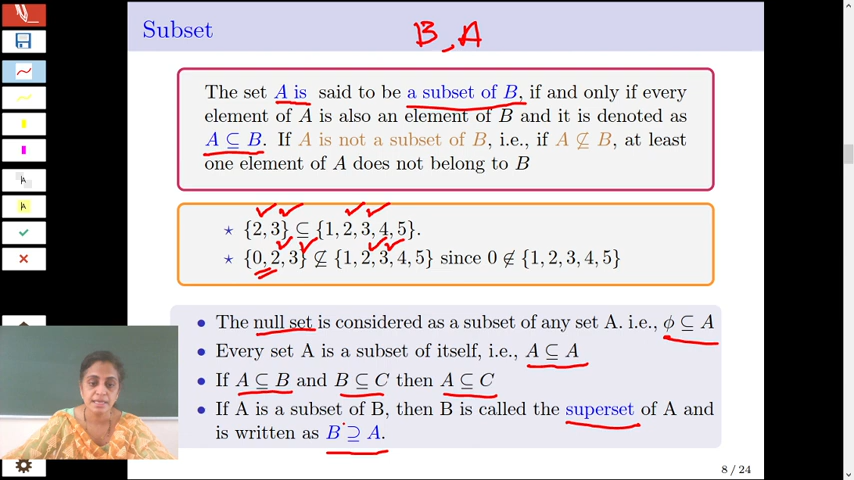 Subset
B, A
The set A is said to be a subset of B, if and only if every
element of A is also an element of B and it is denoted as
A ⊆ B. If A is not a subset of B, i.e., if A ⊈ B, at least
one element of A does not belong to B
⋆ {2, 3} ⊆ {1, 2, 3, 4, 5}.
⋆ {0, 2, 3} ⊄ {1, 2, 3, 4, 5} since 0 ∉ {1, 2, 3, 4, 5}
• The null set is considered as a subset of any set A. i.e., ϕ ⊆ A
• Every set A is a subset of itself, i.e., A ⊆ A
• If A ⊆ B and B ⊆ C then A ⊆ C
• If A is a subset of B, then B is called the superset of A and
is written as B ⊇ A.
8 / 24